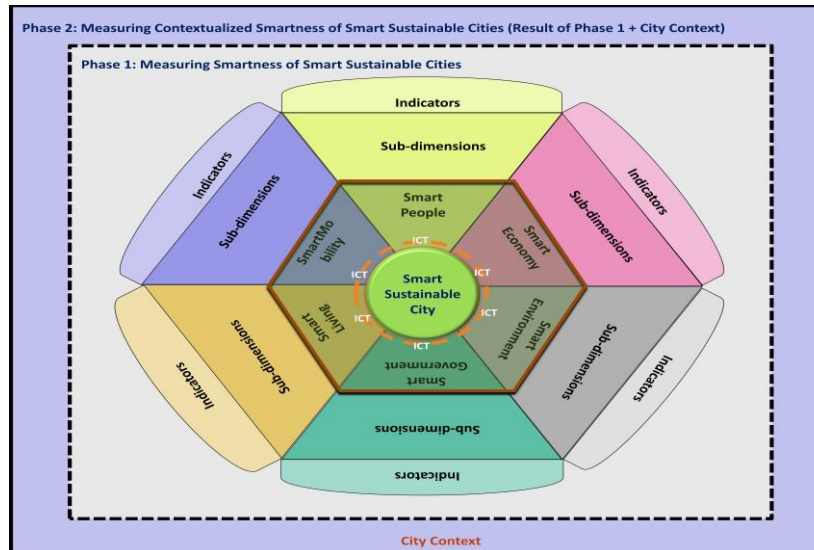 Phase 2: Measuring Contextualized Smartness of Smart Sustainable Cities (Result of Phase 1 + City Context)
Phase 1: Measuring Smartness of Smart Sustainable Cities
Indicators
Sub-dimensions
Smart
People
Indicators
Sub-dimensions
Smart
Economy
Indicators
Sub-dimensions
Smart
Environment
Indicators
Sub-dimensions
Smart
Government
Indicators
Sub-dimensions
Smart
Living
Indicators
Sub-dimensions
SmartMo
bility
ICT
ICT
ICT
ICT
ICT
ICT
Smart
Sustainable
City
City Context